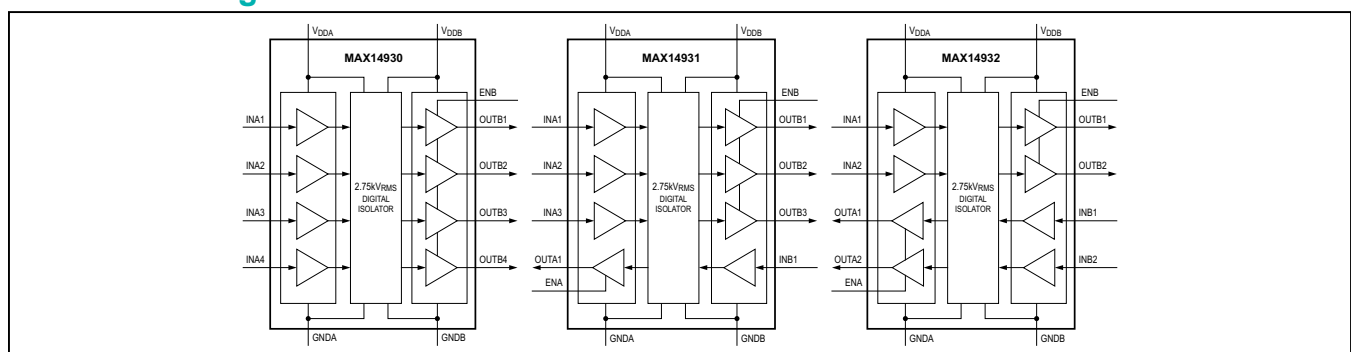 VDDA
VDDB
MAX14930
ENB
INA1
OUTB1
INA2
OUTB2
2.75kVRMS
DIGITAL
ISOLATOR
INA3
OUTB3
INA4
OUTB4
GNDA
GNDB
VDDA
VDDB
MAX14931
ENB
INA1
OUTB1
INA2
OUTB2
2.75kVRMS
DIGITAL
ISOLATOR
INA3
OUTB3
OUTA1
INB1
ENA
GNDA
GNDB
VDDA
VDDB
MAX14932
ENB
INA1
OUTB1
INA2
OUTB2
2.75kVRMS
DIGITAL
ISOLATOR
OUTA1
INB1
OUTA2
INB2
ENA
GNDA
GNDB